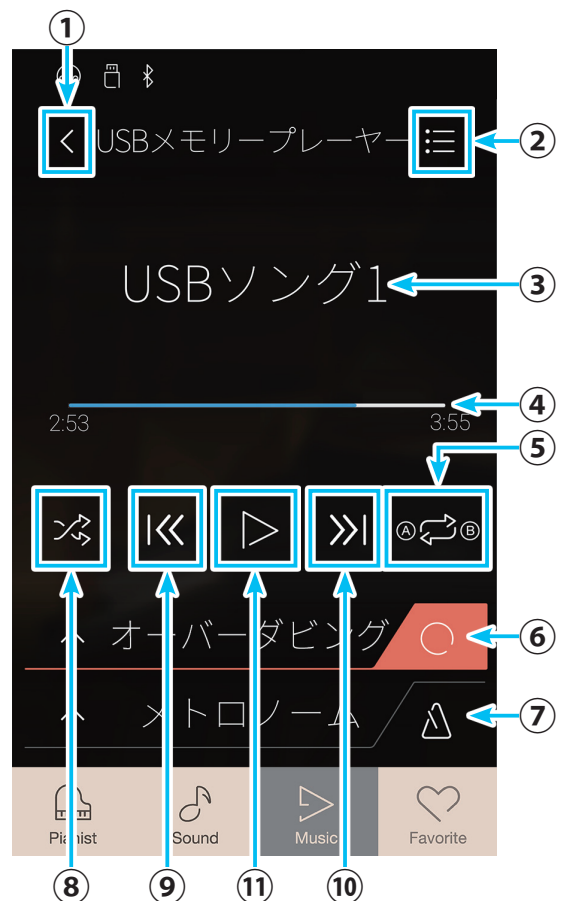 ①
USBメモリープレーヤー
②
USBソング1
③
④
2:53
3:55
⑤
Ⓐ Ⓑ
オーバーダビング
⑥
メトロノーム
⑦
Pianist
Sound
Music
Favorite
⑧
⑨
⑪
⑩